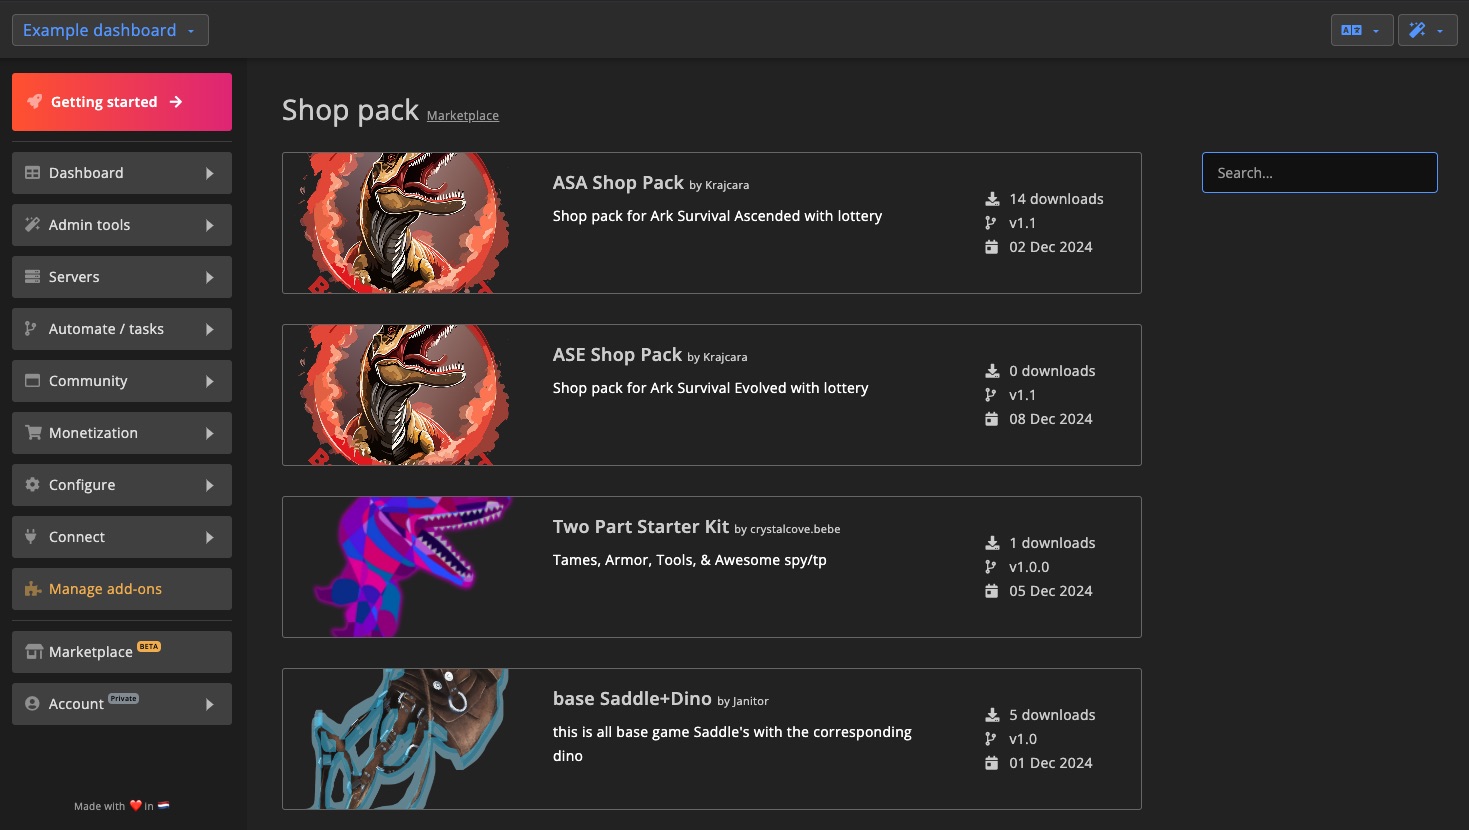 Example dashboard
Getting started
Dashboard
Admin tools
Servers
Automate / tasks
Community
Monetization
Configure
Connect
Manage add-ons
Marketplace BETA
Account Private
Made with ❤️ in 🇳🇱
Shop pack Marketplace
Search...
ASA Shop Pack by Krajcara
Shop pack for Ark Survival Ascended with lottery
14 downloads
v1.1
02 Dec 2024
ASE Shop Pack by Krajcara
Shop pack for Ark Survival Evolved with lottery
0 downloads
v1.1
08 Dec 2024
Two Part Starter Kit by crystalcove.bebe
Tames, Armor, Tools, & Awesome spy/tp
1 downloads
v1.0.0
05 Dec 2024
base Saddle+Dino by Janitor
this is all base game Saddle's with the corresponding
dino
5 downloads
v1.0
01 Dec 2024